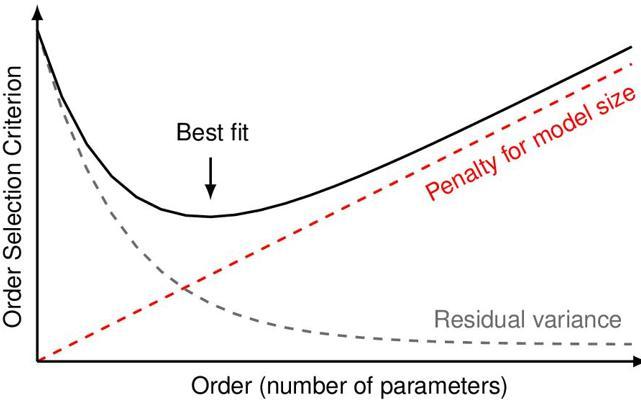 Order Selection Criterion
Best fit
Penalty for model size
Residual variance
Order (number of parameters)